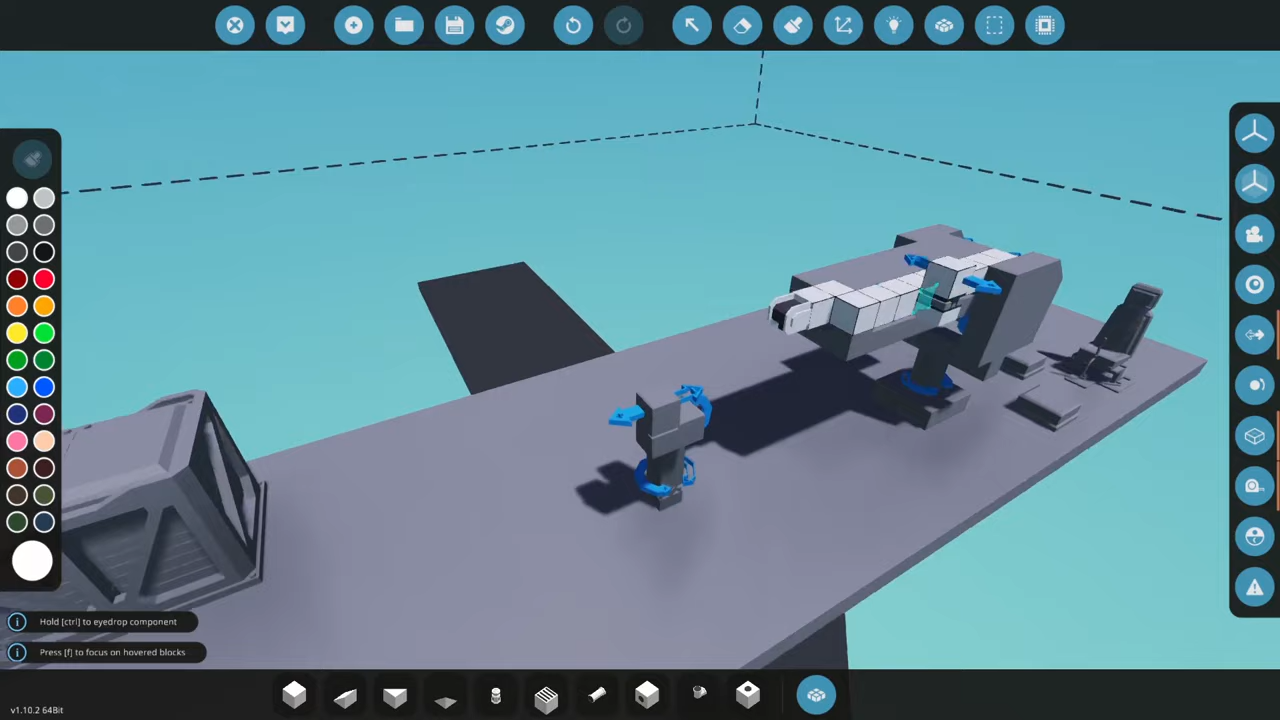 Hold [ctrl] to eyedrop component
Press [f] to focus on hovered blocks
v1.10.2 64Bit